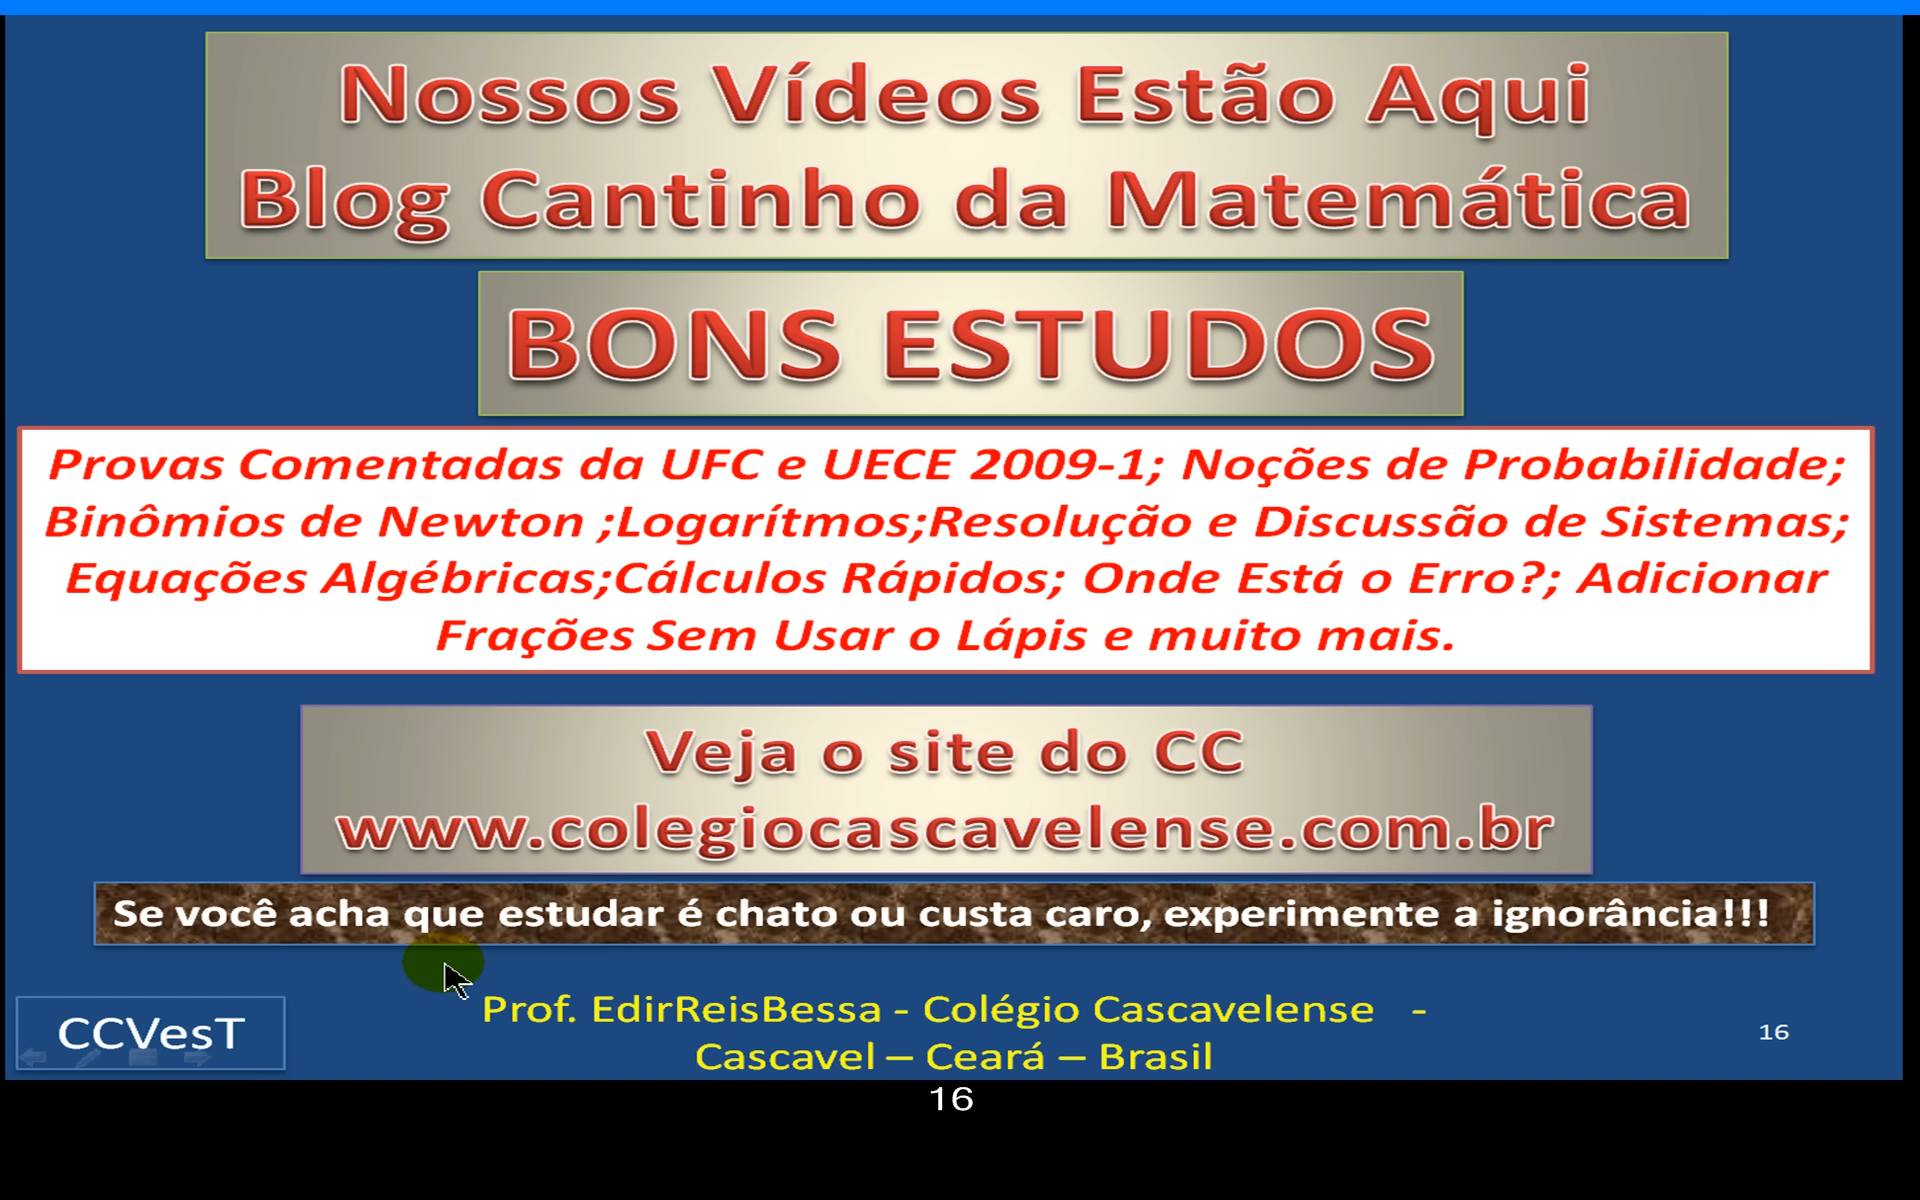 Nossos Vídeos Estão Aqui
Blog Cantinho da Matemática
BONS ESTUDOS
Provas Comentadas da UFC e UECE 2009-1; Noções de Probabilidade;
Binômios de Newton ;Logarítmos;Resolução e Discussão de Sistemas;
Equações Algébricas;Cálculos Rápidos; Onde Está o Erro?; Adicionar
Frações Sem Usar o Lápis e muito mais.
Veja o site do CC
www.colegiocascavelense.com.br
Se você acha que estudar é chato ou custa caro, experimente a ignorância!!!
CCVesT
Prof. EdirReisBessa - Colégio Cascavelense -
Cascavel – Ceará – Brasil
16
16